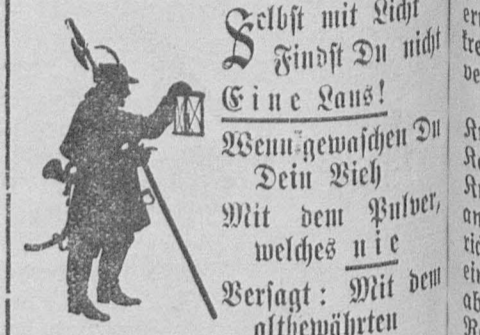 Selbst mit Licht
Findst Du nicht
Eine Laus!
Wenn gewaschen Du
Dein Vieh
Mit dem Pulver,
welches nie
Versagt: Mit dem
altbewährten